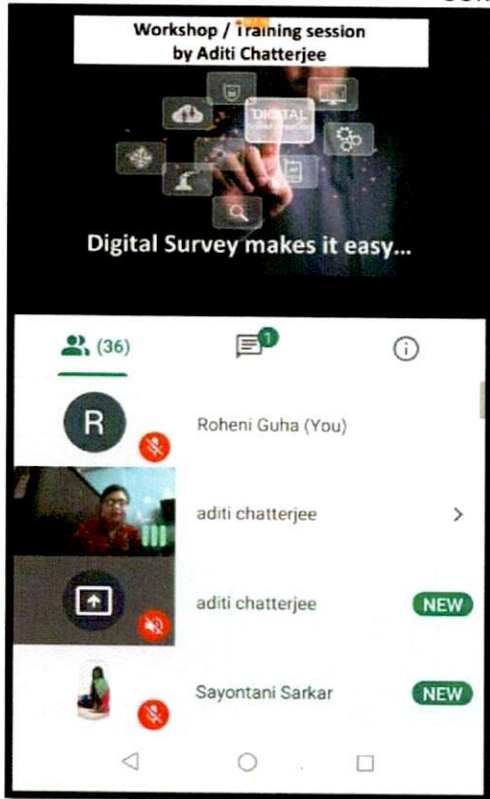 Workshop / Training session
by Aditi Chatterjee
DIGITAL
Digital Survey makes it easy...
(36)
1
R
Roheni Guha (You)
aditi chatterjee
aditi chatterjee
NEW
Sayontani Sarkar
NEW